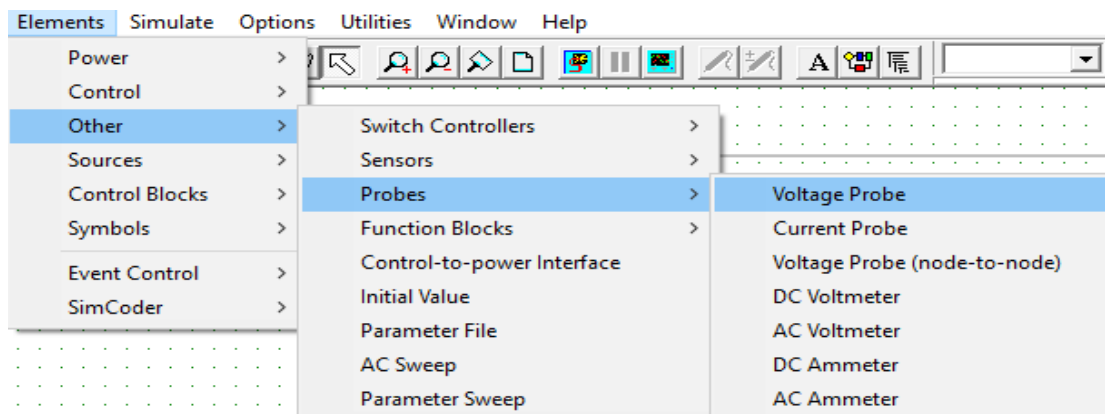 Elements Simulate Options Utilities Window Help
Power
Control
Other
Sources
Control Blocks
Symbols
Event Control
SimCoder
Switch Controllers
Sensors
Probes
Function Blocks
Control-to-power Interface
Initial Value
Parameter File
AC Sweep
Parameter Sweep
Voltage Probe
Current Probe
Voltage Probe (node-to-node)
DC Voltmeter
AC Voltmeter
DC Ammeter
AC Ammeter
A